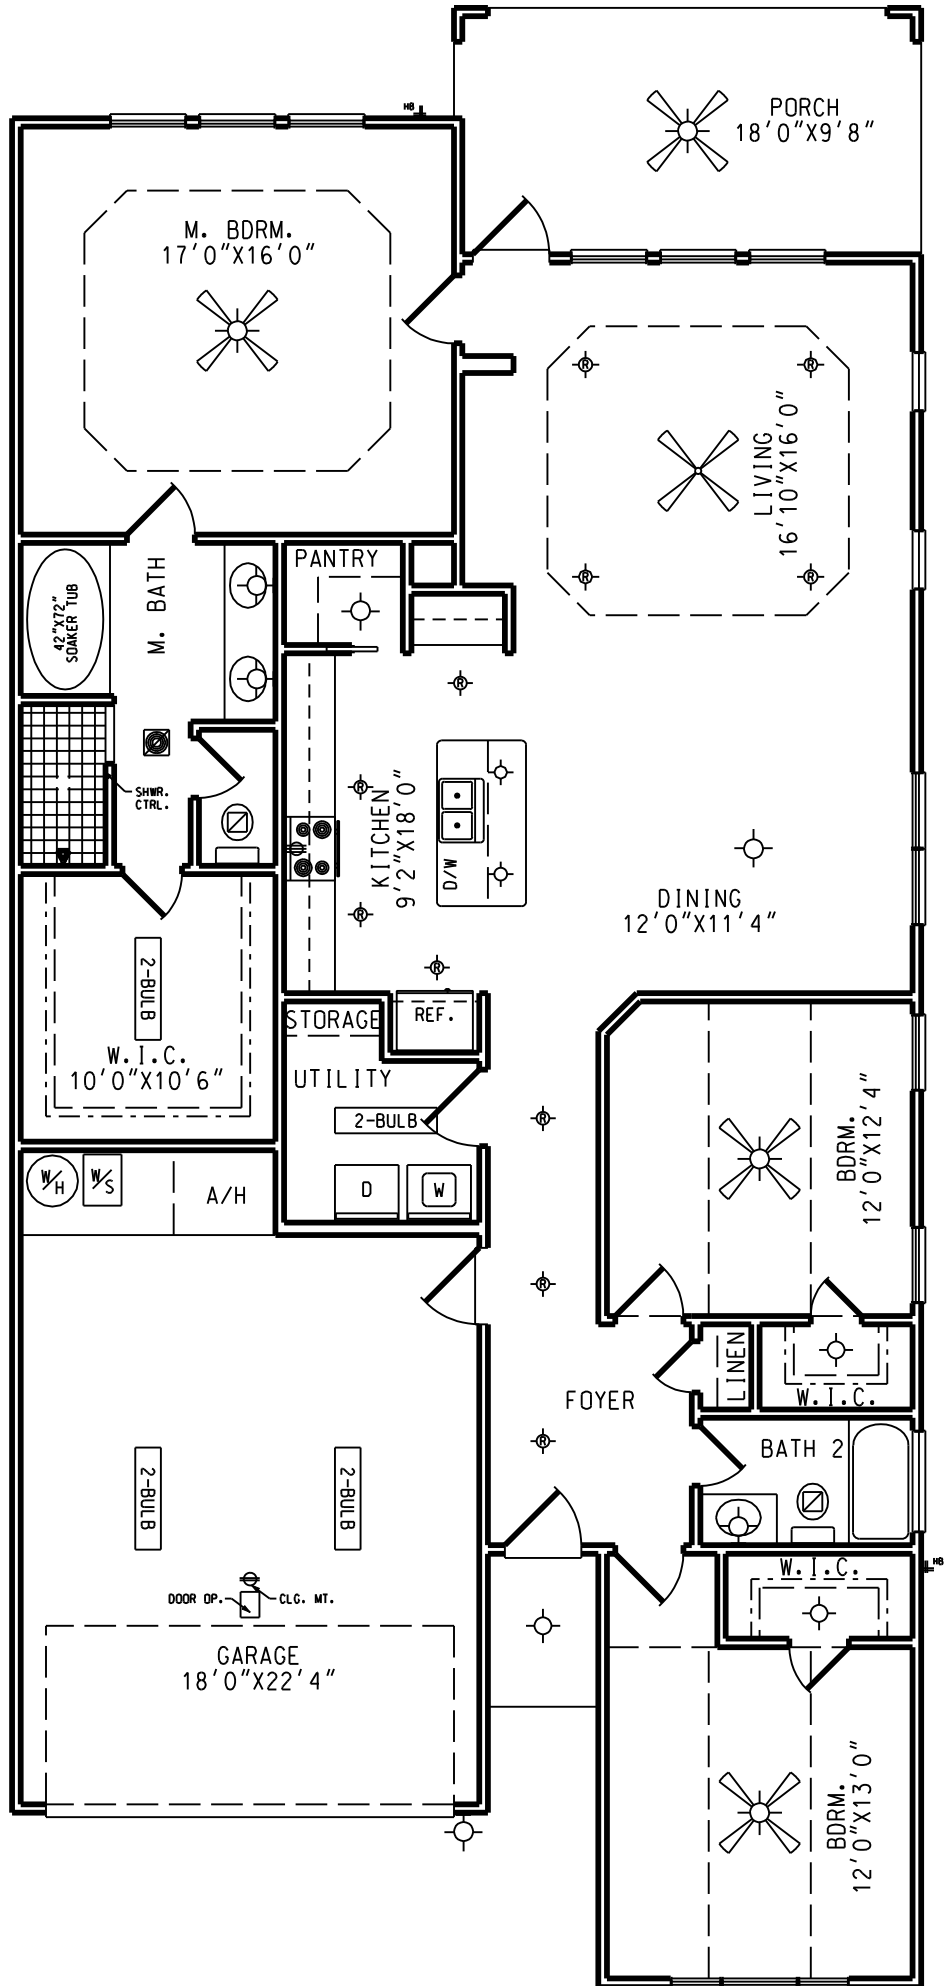 HB
PORCH
18'0"X9'8"
M. BDRM.
17'0"X16'0"
LIVING
16'10"X16'0"
PANTRY
M. BATH
42"X72"
SOAKER TUB
R
R
R
R
R
SHWR.
CTRL.
R
KITCHEN
9'2"X18'0"
D/W
R
DINING
12'0"X11'4"
2-BULB
R
W.I.C.
10'0"X10'6"
STORAGE
REF.
UTILITY
2-BULB
R
BDRM.
12'0"X12'4"
W/H
W/S
A/H
D
W
R
LINEN
W.I.C.
FOYER
R
BATH 2
2-BULB
2-BULB
HB
W.I.C.
DOOR OP.
CLG. MT.
GARAGE
18'0"X22'4"
BDRM.
12'0"X13'0"